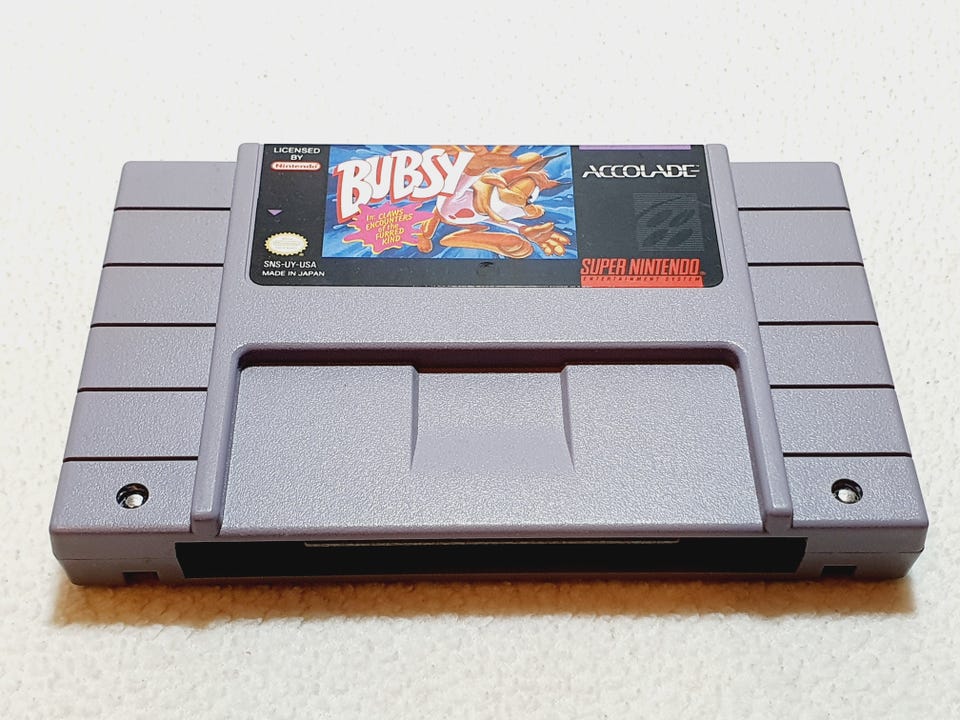 LICENSED
BY
Nintendo
SNS-UY-USA
MADE IN JAPAN
BUBSY
IN: CLAWS
ENCOUNTERS
OF THE
FURRED
KIND
ACCOLADE™
SUPER NINTENDO
ENTERTAINMENT SYSTEM